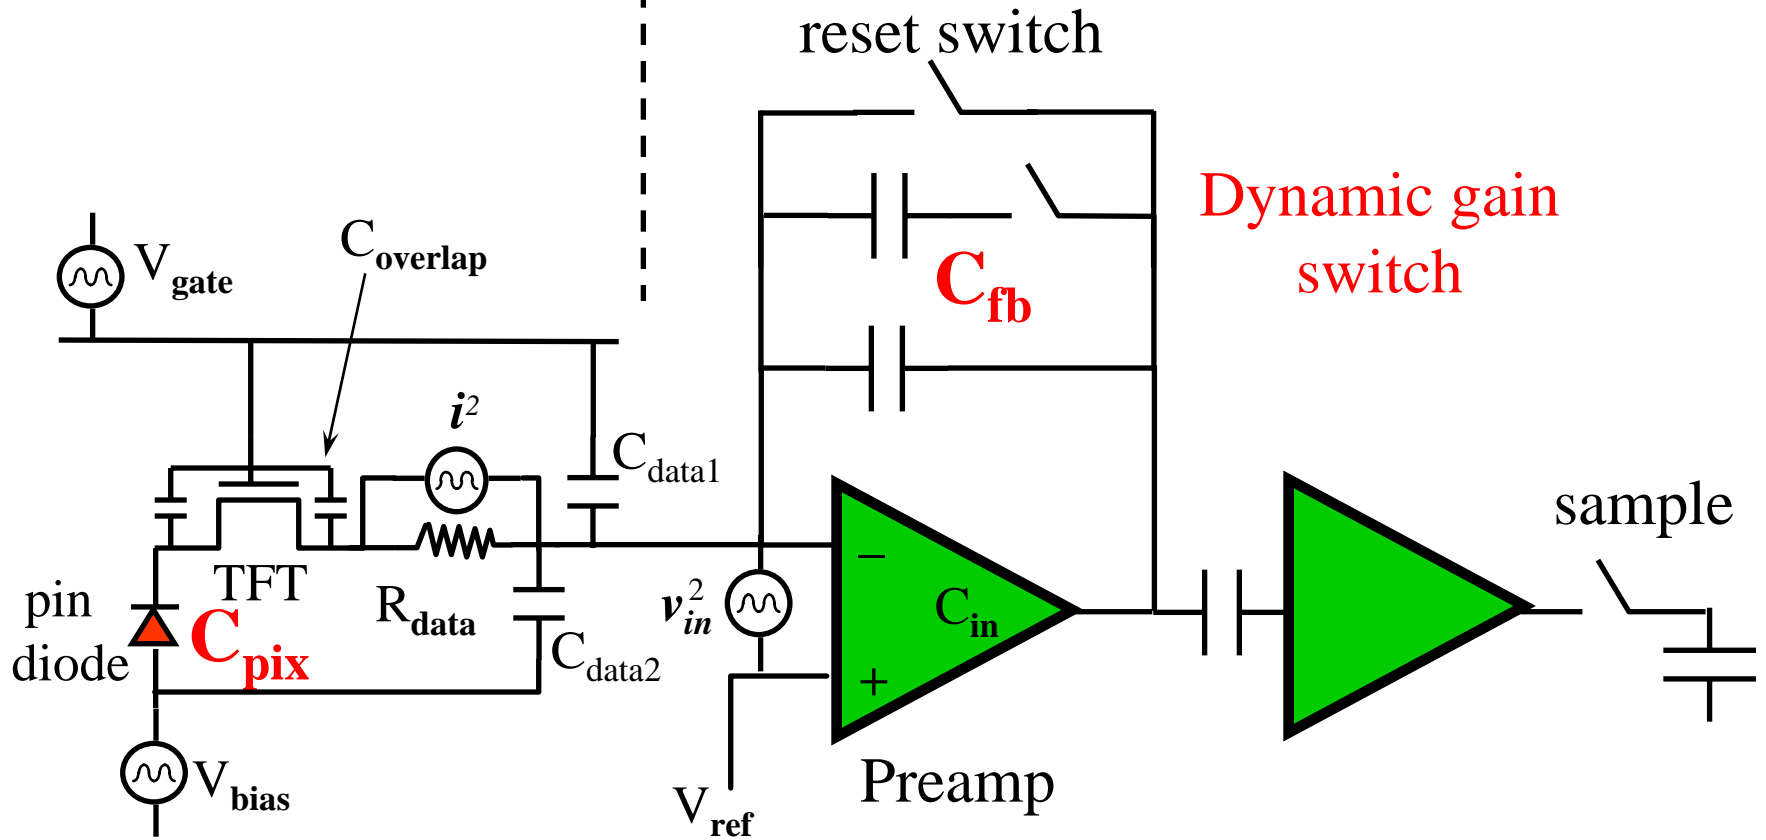 reset switch
Dynamic gain
switch
V_gate
C_overlap
C_fb
i²
C_data1
sample
TFT
pin
diode
C_pix
R_data
C_data2
v_in²
−
C_in
+
V_bias
V_ref
Preamp